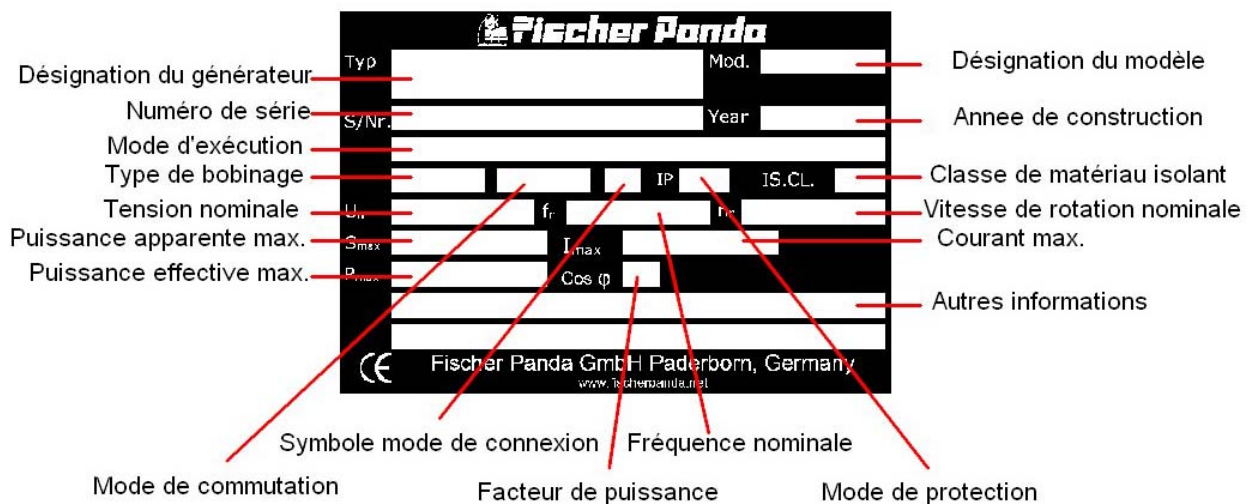 Fischer Panda
Typ
Mod.
Désignation du générateur
Désignation du modèle
Numéro de série
S/Nr.
Year
Annee de construction
Mode d'exécution
Type de bobinage
IP
IS.CL.
Classe de matériau isolant
Tension nominale
Vitesse de rotation nominale
Puissance apparente max.
Smax
Imax
Courant max.
Puissance effective max.
Pmax
Cos φ
Autres informations
CE
Fischer Panda GmbH Paderborn, Germany
www.fischerpanda.net
Symbole mode de connexion
Fréquence nominale
Mode de commutation
Facteur de puissance
Mode de protection